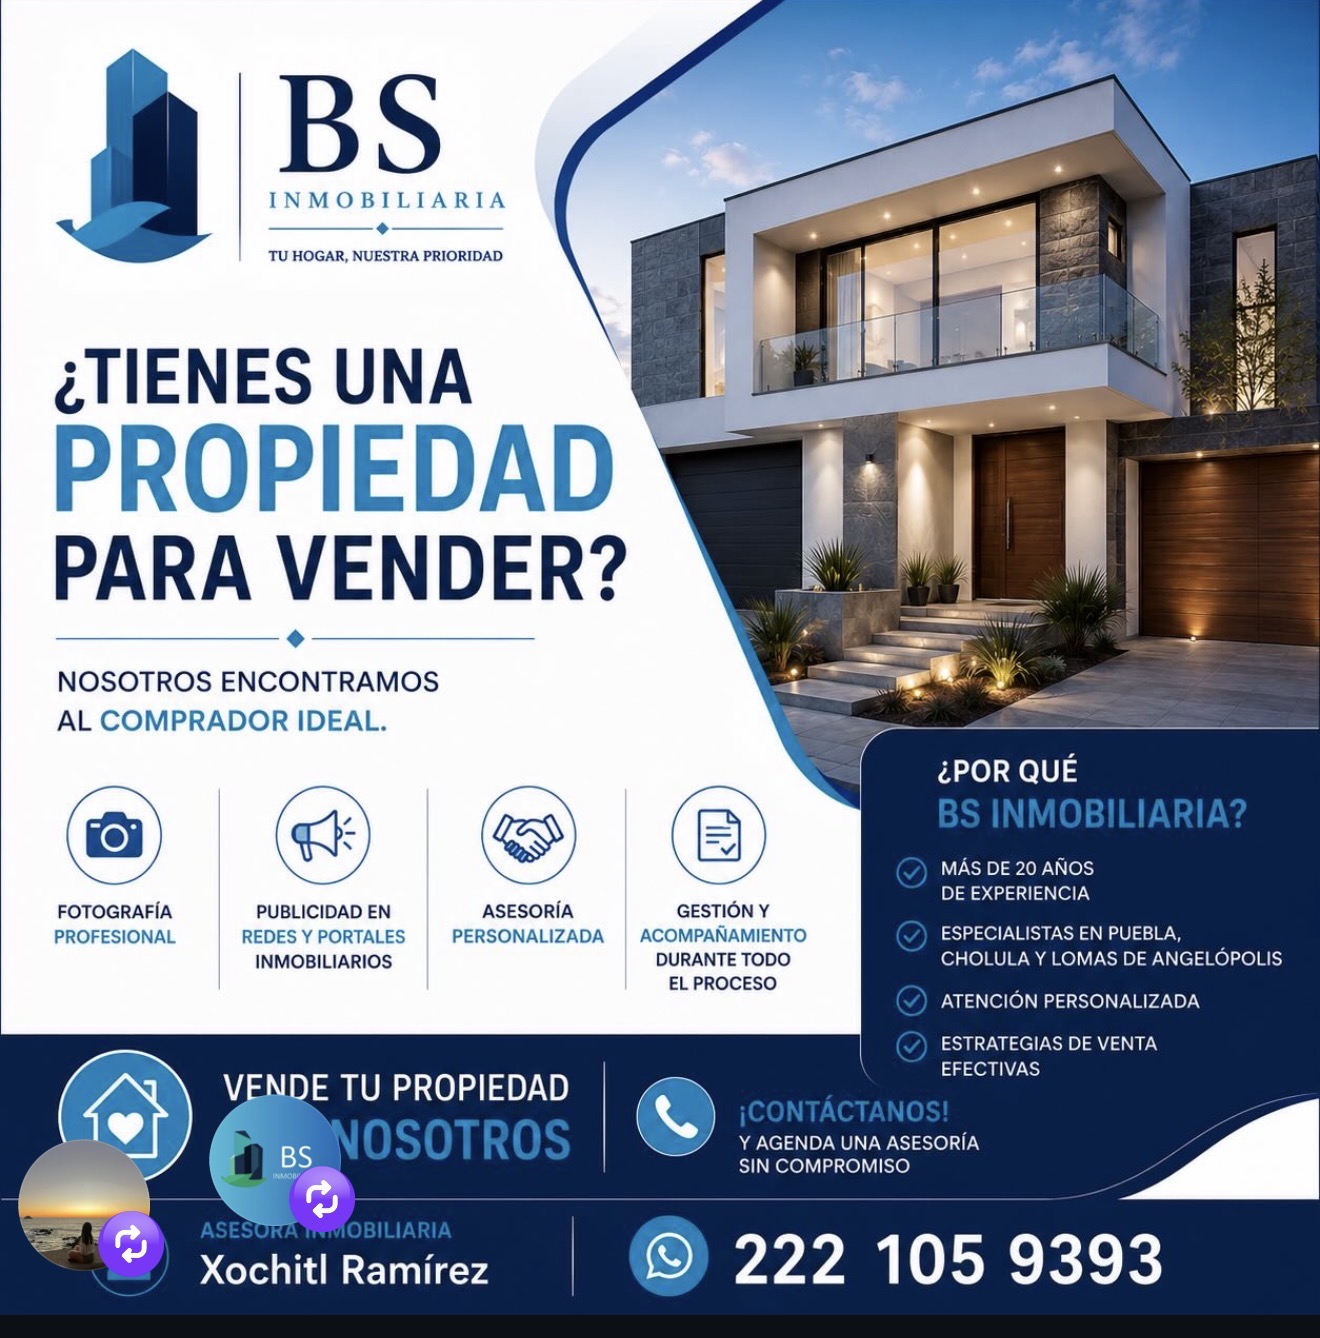 BS
INMOBILIARIA
TU HOGAR, NUESTRA PRIORIDAD
¿TIENES UNA
PROPIEDAD
PARA VENDER?
NOSOTROS ENCONTRAMOS
AL COMPRADOR IDEAL.
FOTOGRAFÍA
PROFESIONAL
PUBLICIDAD EN
REDES Y PORTALES
INMOBILIARIOS
ASESORÍA
PERSONALIZADA
GESTIÓN Y
ACOMPAÑAMIENTO
DURANTE TODO
EL PROCESO
¿POR QUÉ
BS INMOBILIARIA?
MÁS DE 20 AÑOS
DE EXPERIENCIA
ESPECIALISTAS EN PUEBLA,
CHOLULA Y LOMAS DE ANGELÓPOLIS
ATENCIÓN PERSONALIZADA
ESTRATEGIAS DE VENTA
EFECTIVAS
VENDE TU PROPIEDAD
NOSOTROS
BS
¡CONTÁCTANOS!
Y AGENDA UNA ASESORÍA
SIN COMPROMISO
ASESORA INMOBILIARIA
Xochitl Ramírez
222 105 9393